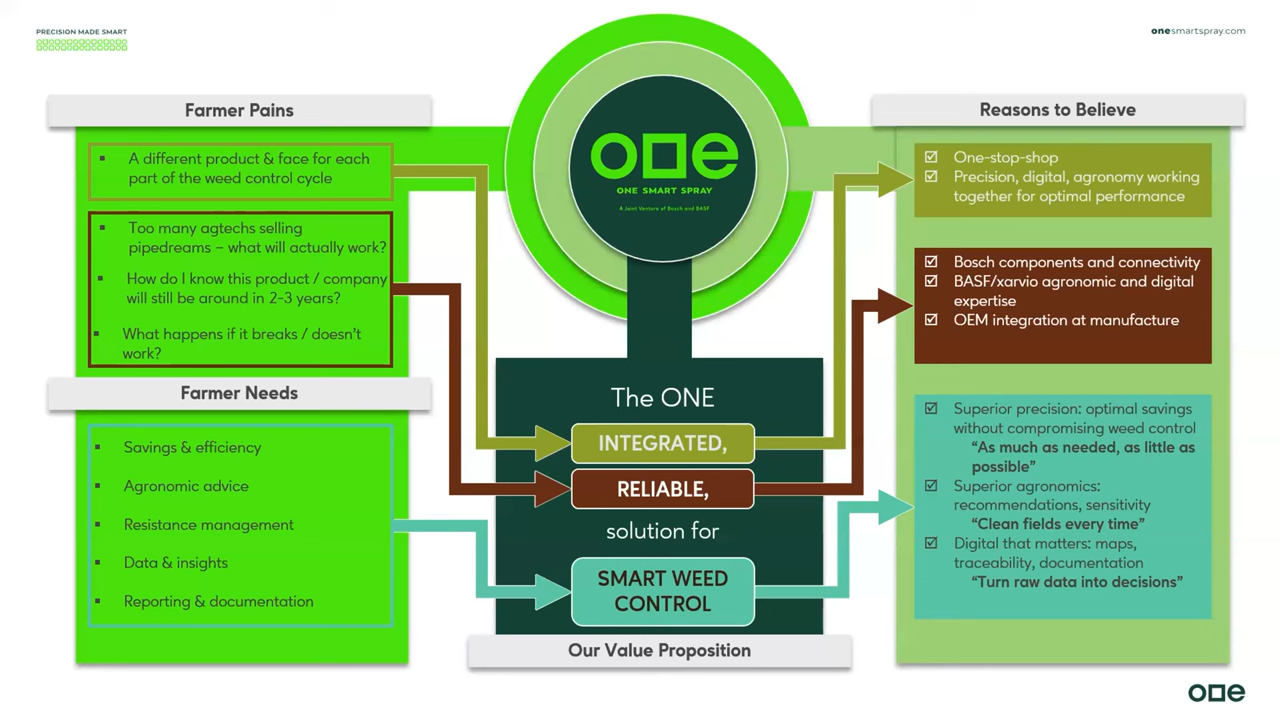 PRECISION MADE SMART
onesmartspray.com
Farmer Pains
A different product & face for each
part of the weed control cycle
Too many agtechs selling
pipedreams – what will actually work?
How do I know this product / company
will still be around in 2-3 years?
What happens if it breaks / doesn't
work?
Farmer Needs
Savings & efficiency
Agronomic advice
Resistance management
Data & insights
Reporting & documentation
one
ONE SMART SPRAY
A Joint Venture of Bosch and BASF
The ONE
INTEGRATED,
RELIABLE,
solution for
SMART WEED
CONTROL
Our Value Proposition
Reasons to Believe
One-stop-shop
Precision, digital, agronomy working
together for optimal performance
Bosch components and connectivity
BASF/xarvio agronomic and digital
expertise
OEM integration at manufacture
Superior precision: optimal savings
without compromising weed control
“As much as needed, as little as
possible”
Superior agronomics:
recommendations, sensitivity
“Clean fields every time”
Digital that matters: maps,
traceability, documentation
“Turn raw data into decisions”
one